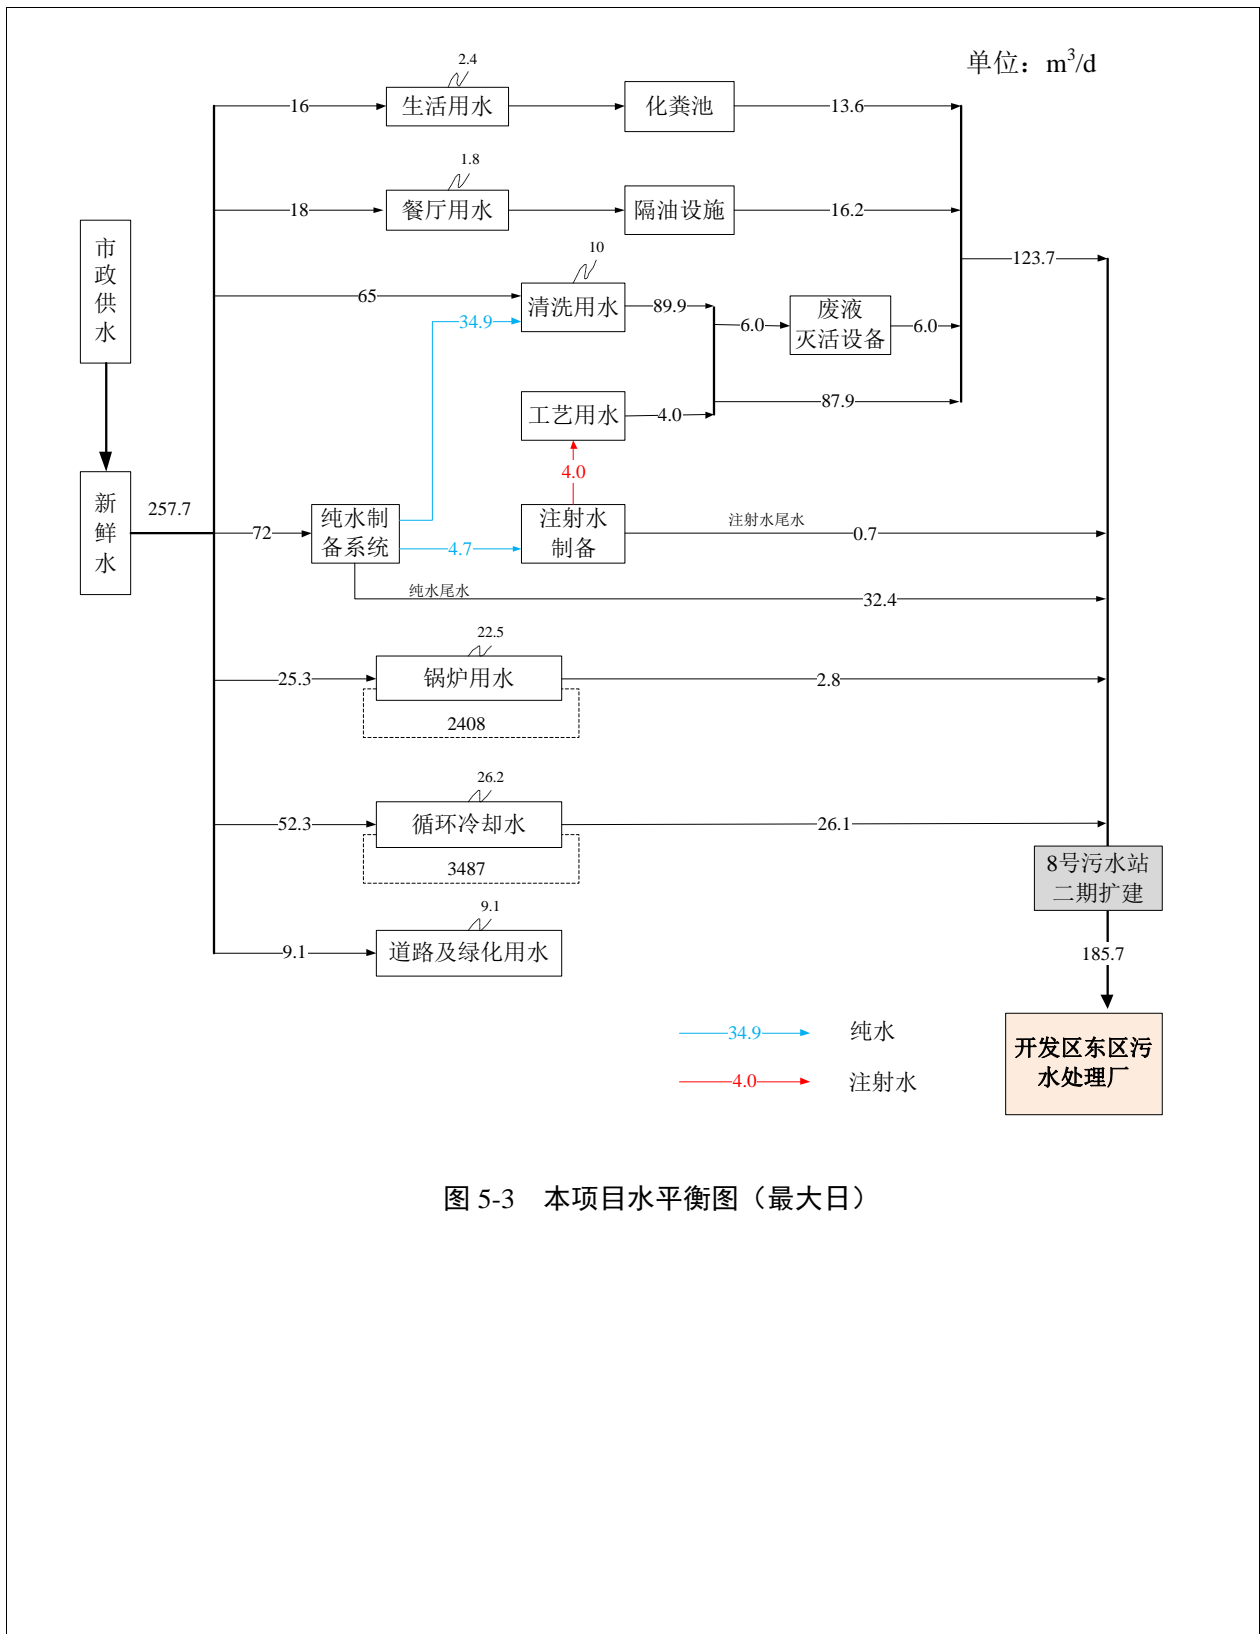 单位：m³/d
2.4
16
生活用水
化粪池
13.6
1.8
18
餐厅用水
隔油设施
16.2
市政供水
10
65
清洗用水
89.9
34.9
6.0
废液
灭活设备
6.0
123.7
工艺用水
4.0
87.9
4.0
新鲜水
257.7
72
纯水制
备系统
4.7
注射水
制备
注射水尾水
0.7
纯水尾水
32.4
22.5
25.3
锅炉用水
2.8
2408
26.2
52.3
循环冷却水
26.1
3487
8号污水站
二期扩建
9.1
9.1
道路及绿化用水
185.7
34.9
纯水
4.0
注射水
开发区东区污
水处理厂
图 5-3 本项目水平衡图（最大日）